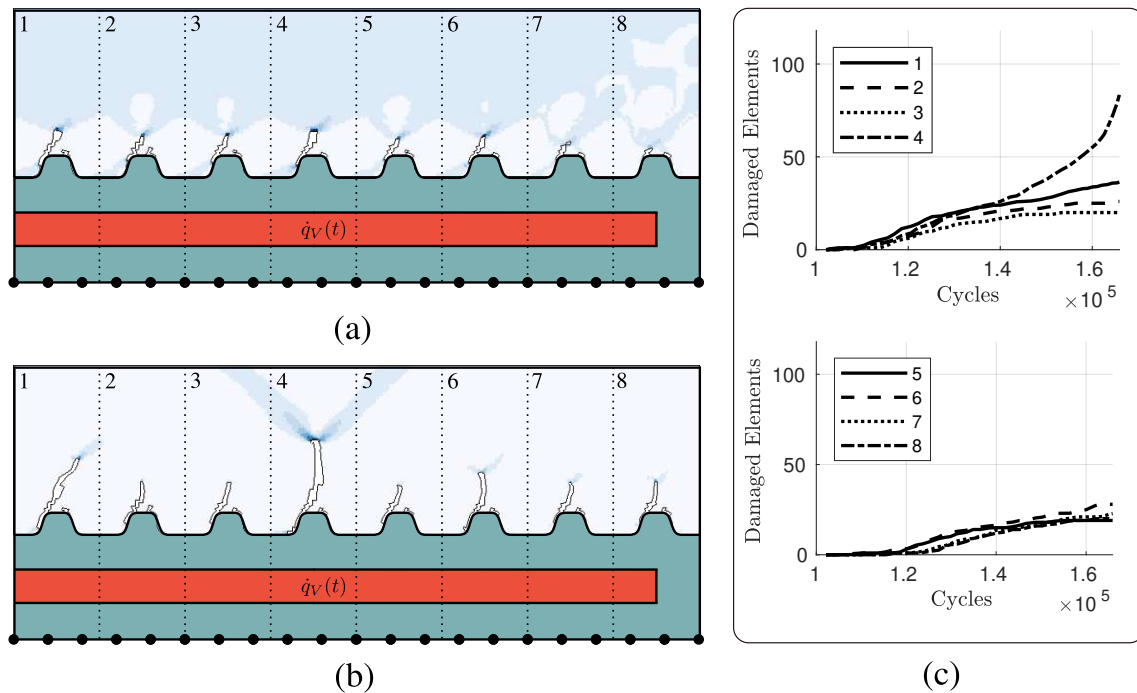 1 2 3 4 5 6 7 8
q̇V(t)
(a)
1 2 3 4 5 6 7 8
q̇V(t)
(b)
Damaged Elements
100
50
0
1
2
3
4
1 1.2 1.4 1.6
Cycles
×10 5
Damaged Elements
100
50
0
5
6
7
8
1 1.2 1.4 1.6
Cycles
×10 5
(c)